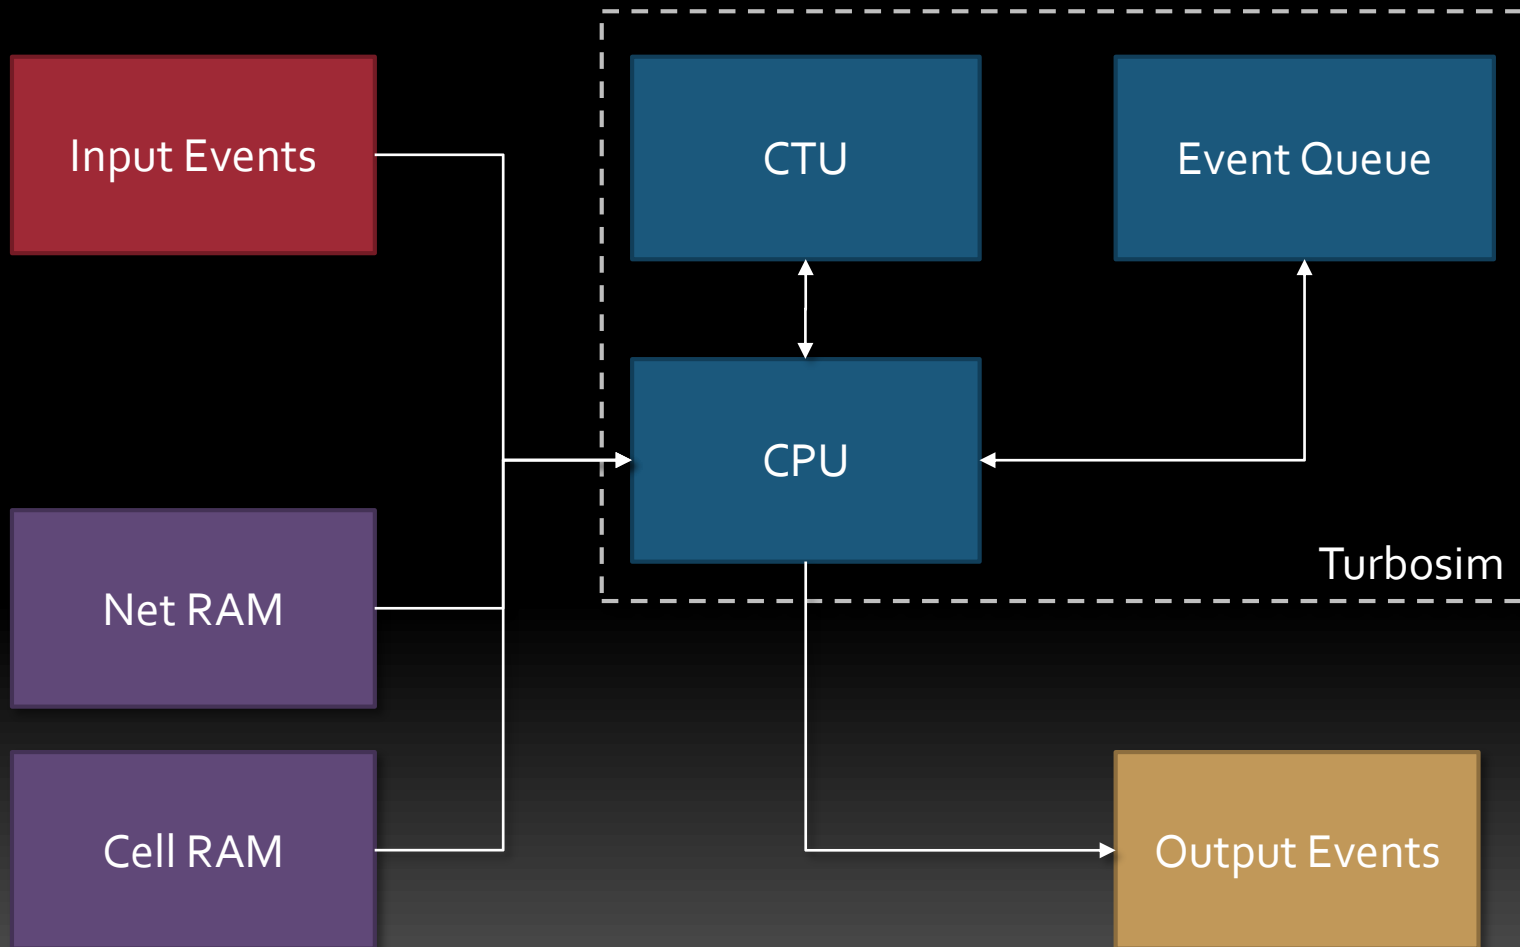 Input Events
CTU
Event Queue
CPU
Turbosim
Net RAM
Cell RAM
Output Events